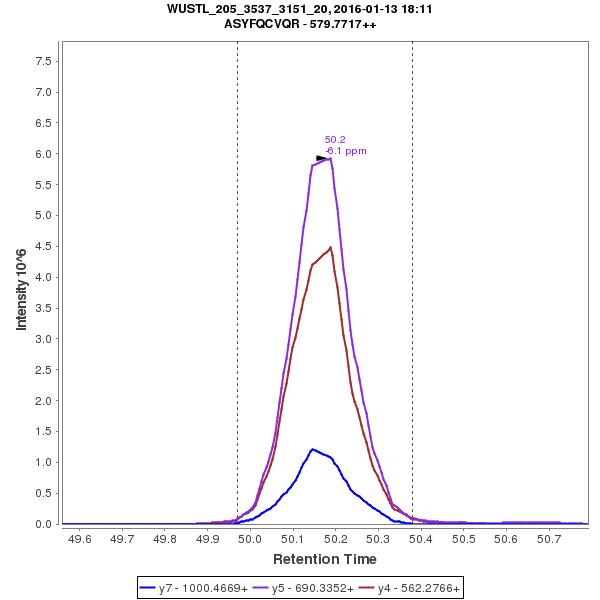 WUSTL_205_3537_3151_20, 2016-01-13 18:11
ASYFQCVQR - 579.7717++
7.5
7.0
6.5
6.0
5.5
5.0
4.5
4.0
3.5
3.0
2.5
2.0
1.5
1.0
0.5
0.0
Intensity 10^6
50.2
-6.1 ppm
49.6 49.7 49.8 49.9 50.0 50.1 50.2 50.3 50.4 50.5 50.6 50.7
Retention Time
y7 - 1000.4669+ y5 - 690.3352+ y4 - 562.2766+